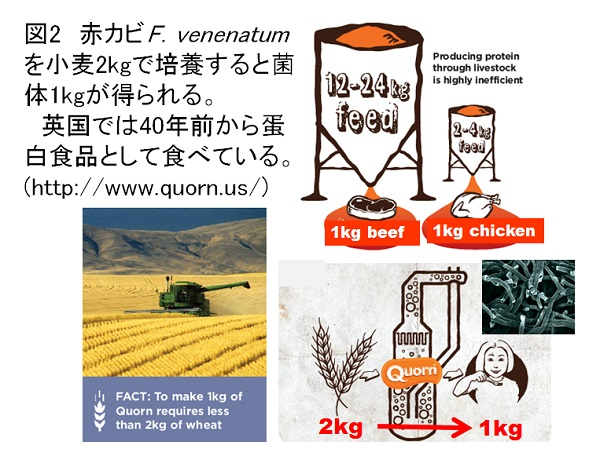 図2　赤カビF. venenatum
を小麦2kgで培養すると菌
体1kgが得られる。
　英国では40年前から蛋
白食品として食べている。
(http://www.quorn.us/)
12-24kg
feed
Producing protein
through livestock
is highly inefficient
2-4kg
feed
1kg beef
1kg chicken
FACT: To make 1kg of
Quorn requires less
than 2kg of wheat
Quorn
2kg
1kg